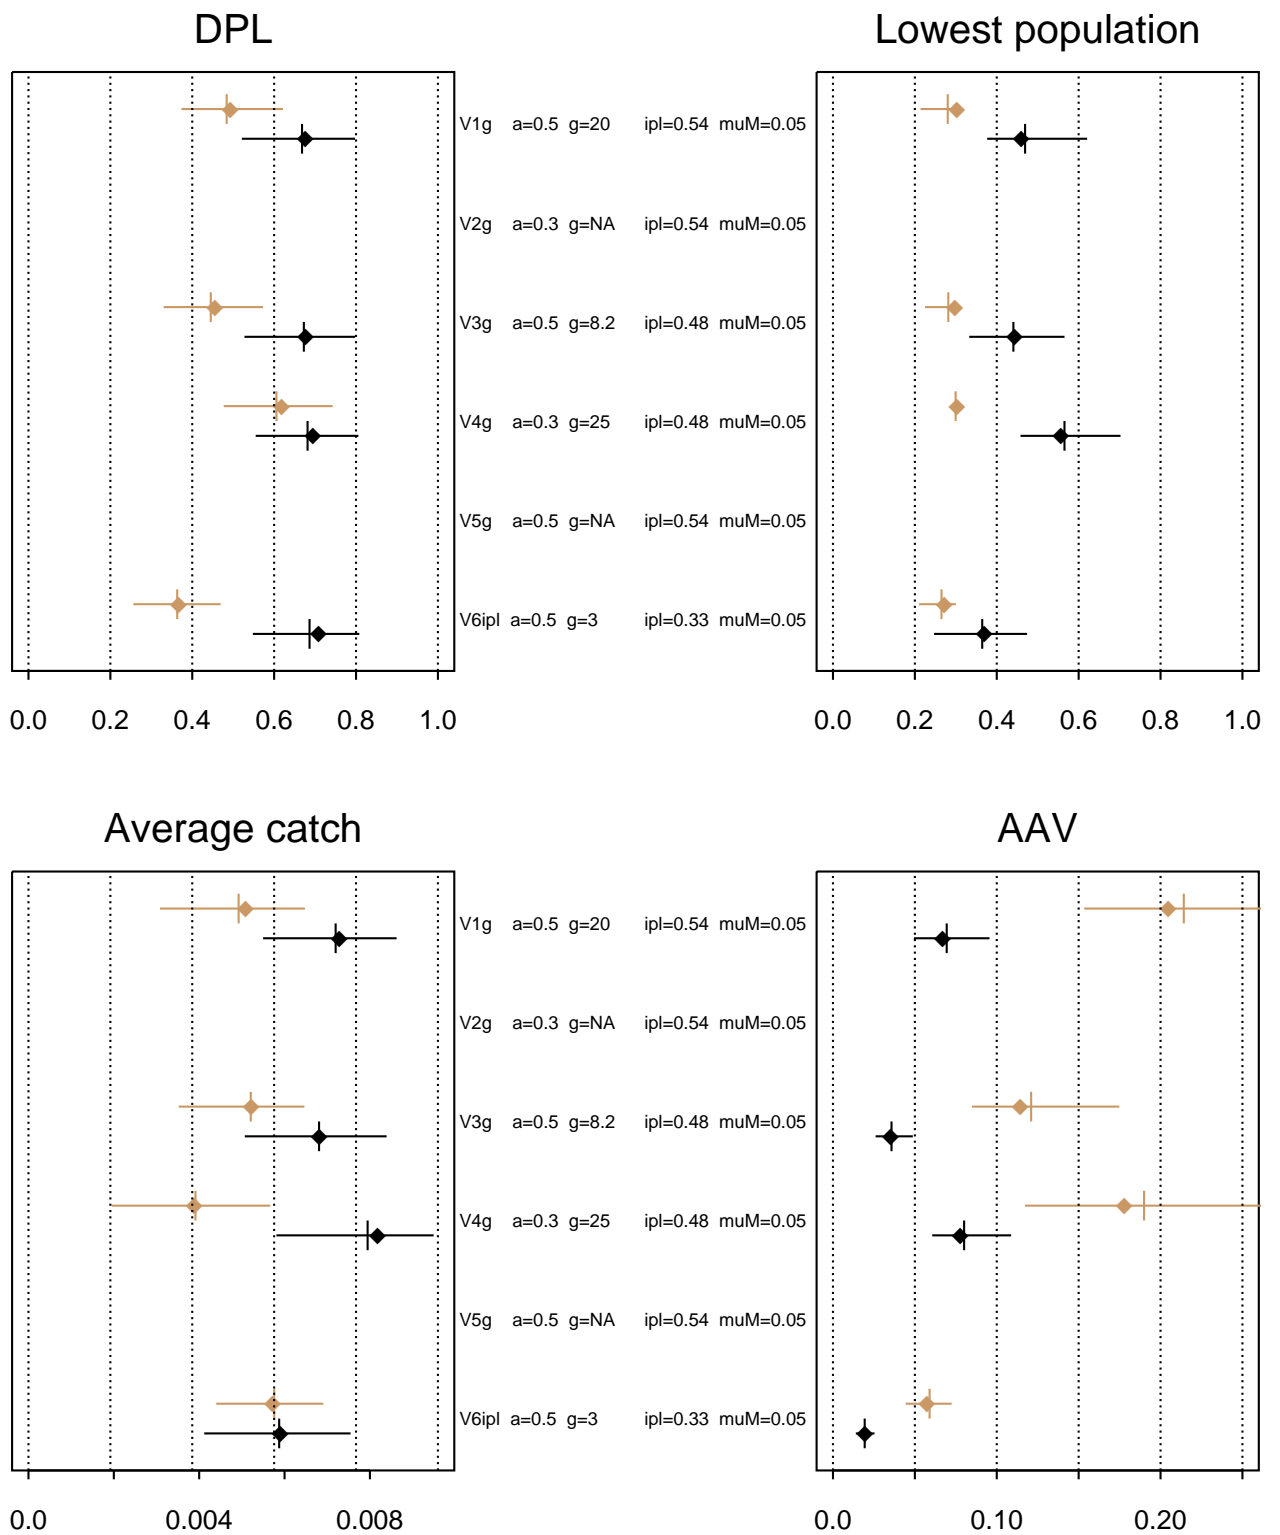 DPL
Lowest population
V1g a=0.5 g=20 ipl=0.54 muM=0.05
V2g a=0.3 g=NA ipl=0.54 muM=0.05
V3g a=0.5 g=8.2 ipl=0.48 muM=0.05
V4g a=0.3 g=25 ipl=0.48 muM=0.05
V5g a=0.5 g=NA ipl=0.54 muM=0.05
V6ipl a=0.5 g=3 ipl=0.33 muM=0.05
0.0 0.2 0.4 0.6 0.8 1.0
0.0 0.2 0.4 0.6 0.8 1.0
Average catch
AAV
V1g a=0.5 g=20 ipl=0.54 muM=0.05
V2g a=0.3 g=NA ipl=0.54 muM=0.05
V3g a=0.5 g=8.2 ipl=0.48 muM=0.05
V4g a=0.3 g=25 ipl=0.48 muM=0.05
V5g a=0.5 g=NA ipl=0.54 muM=0.05
V6ipl a=0.5 g=3 ipl=0.33 muM=0.05
0.0 0.004 0.008
0.0 0.10 0.20